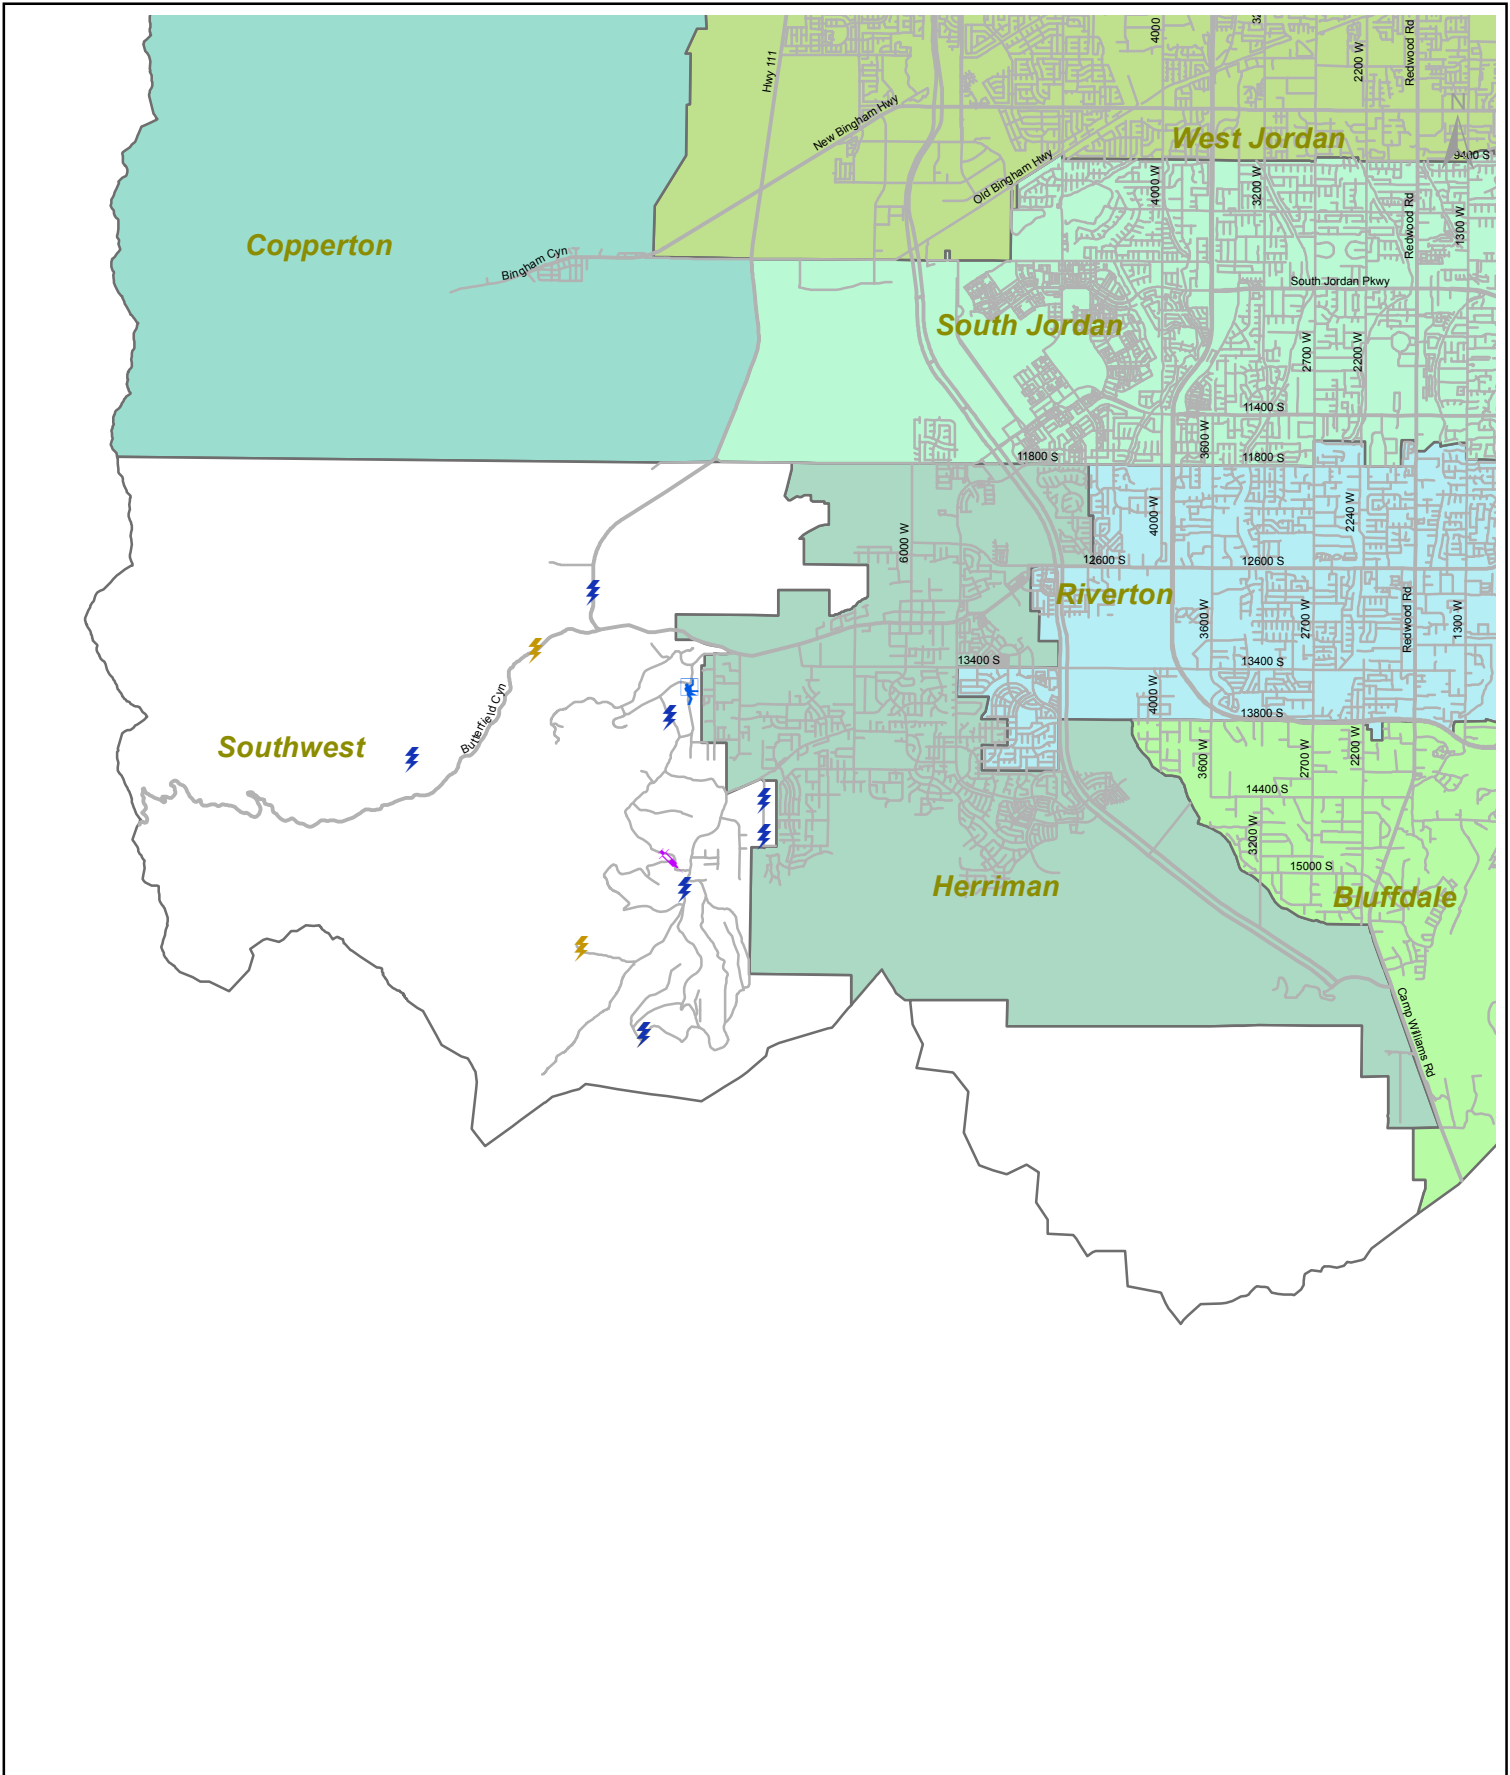 4000
32
2200 W
Redwood Rd
Hwy 111
New Bingham Hwy
N
West Jordan
9400 S
Old Bingham Hwy
4000 W
3200 W
Redwood Rd
1300 W
Copperton
Bingham Cyn
South Jordan Pkwy
South Jordan
2700 W
2200 W
11400 S
3600 W
11800 S
11800 S
6000 W
4000 W
2240 W
12600 S
12600 S
Riverton
3600 W
2700 W
Redwood Rd
1300 W
13400 S
13400 S
4000 W
13800 S
Butterfield Cyn
Southwest
3600 W
2700 W
2200 W
14400 S
3200 W
15000 S
Herriman
Bluffdale
Camp Williams Rd